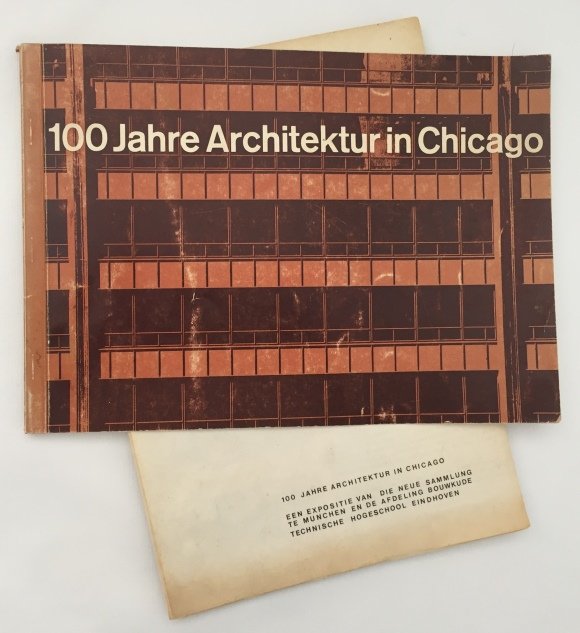 100 Jahre Architektur in Chicago
100 JAHRE ARCHITEKTUR IN CHICAGO
EEN EXPOSITIE VAN DIE NEUE SAMMLUNG
TE MUNCHEN EN DE AFDELING BOUWKUDE
TECHNISCHE HOGESCHOOL EINDHOVEN